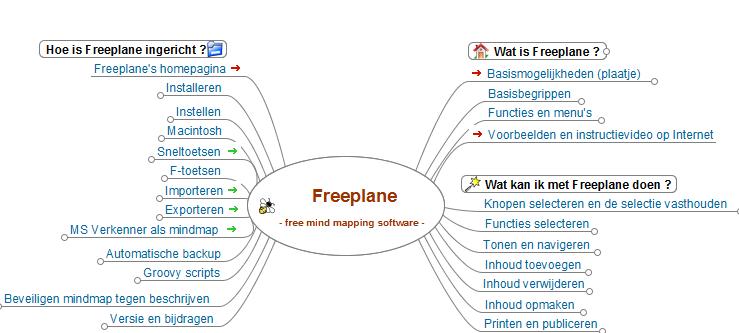 Hoe is Freeplane ingericht ?
Freeplane's homepagina
Installeren
Instellen
Macintosh
Sneltoetsen
F-toetsen
Importeren
Exporteren
MS Verkenner als mindmap
Automatische backup
Groovy scripts
Beveiligen mindmap tegen beschrijven
Versie en bijdragen
Freeplane
- free mind mapping software -
Wat is Freeplane ?
Basismogelijkheden (plaatje)
Basisbegrippen
Functies en menu's
Voorbeelden en instructievideo op Internet
Wat kan ik met Freeplane doen ?
Knopen selecteren en de selectie vasthouden
Functies selecteren
Tonen en navigeren
Inhoud toevoegen
Inhoud verwijderen
Inhoud opmaken
Printen en publiceren